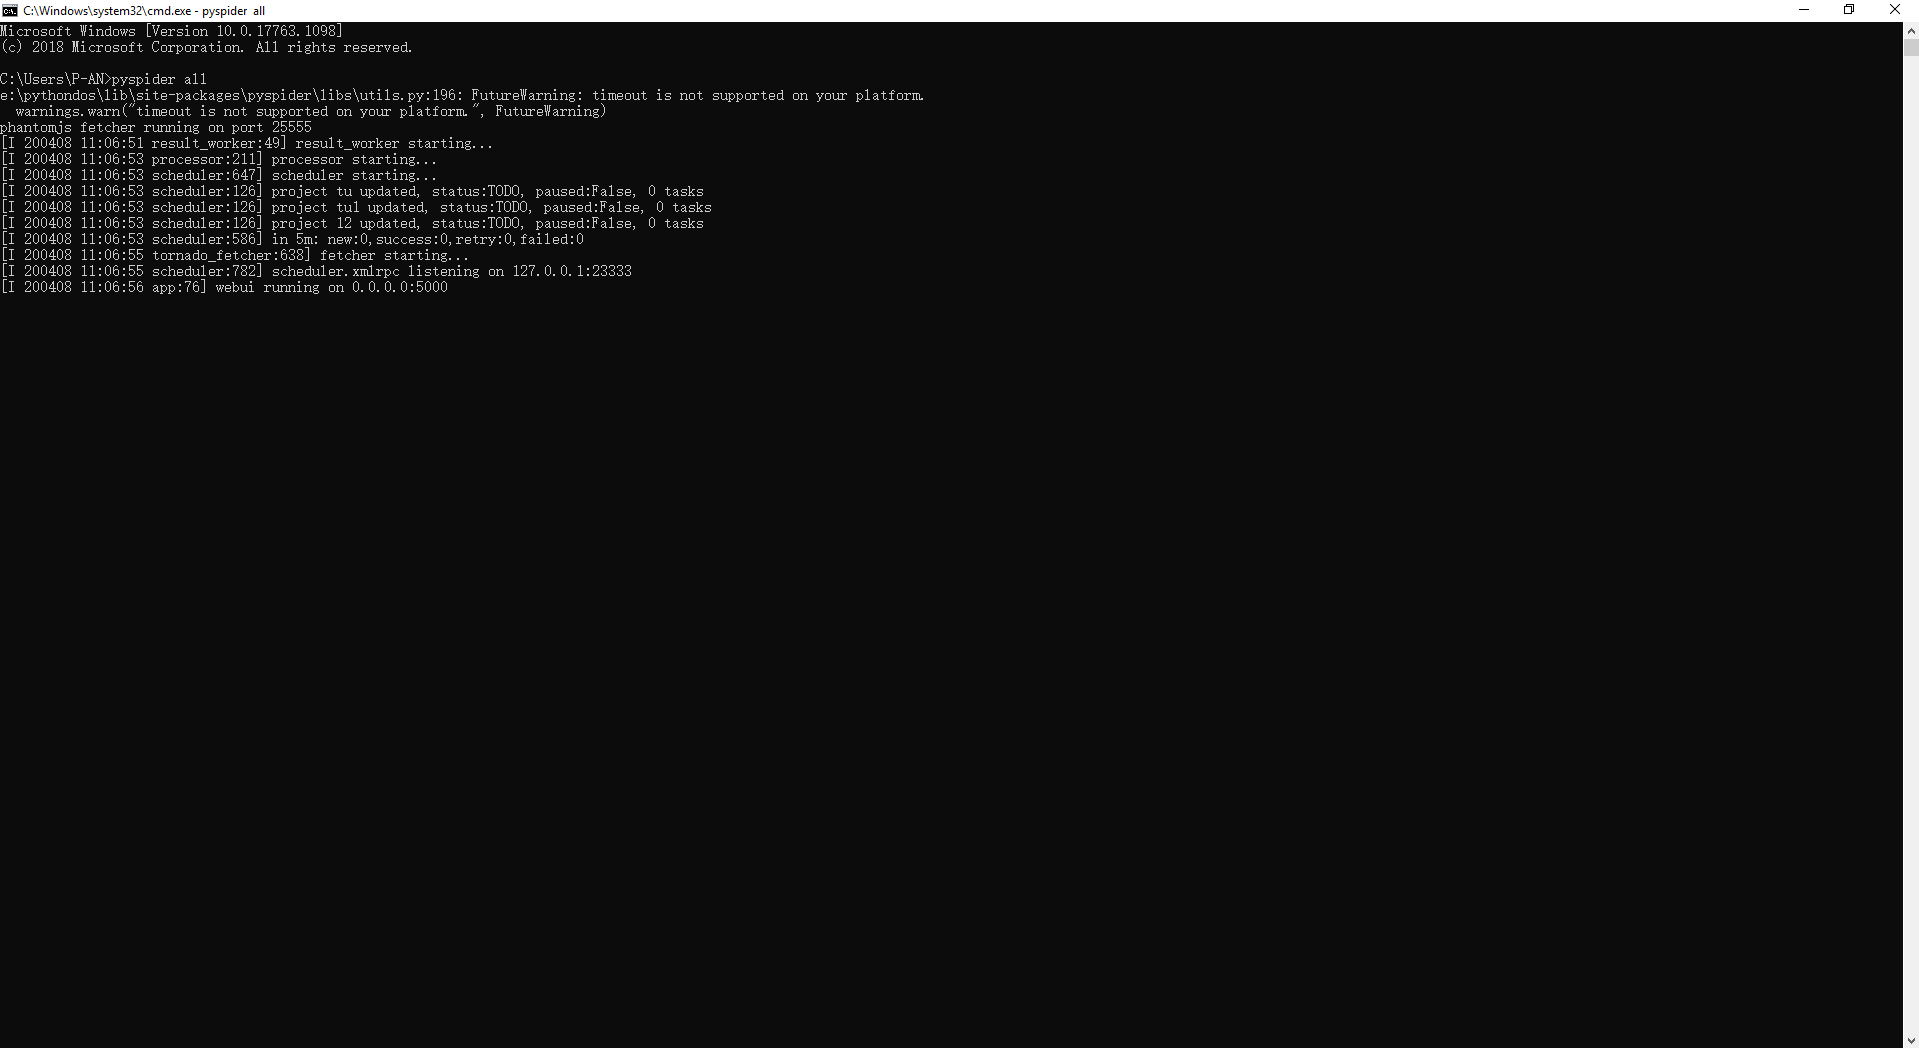 C:\Windows\system32\cmd.exe - pyspider all
Microsoft Windows [Version 10.0.17763.1098]
(c) 2018 Microsoft Corporation. All rights reserved.
C:\Users\P-AN>pyspider all
e:\pythondos\lib\site-packages\pyspider\libs\utils.py:196: FutureWarning: timeout is not supported on your platform.
warnings.warn("timeout is not supported on your platform.", FutureWarning)
phantomjs fetcher running on port 25555
[I 200408 11:06:51 result_worker:49] result_worker starting...
[I 200408 11:06:53 processor:211] processor starting...
[I 200408 11:06:53 scheduler:647] scheduler starting...
[I 200408 11:06:53 scheduler:126] project tu updated, status:TODO, paused:False, 0 tasks
[I 200408 11:06:53 scheduler:126] project tu1 updated, status:TODO, paused:False, 0 tasks
[I 200408 11:06:53 scheduler:126] project 12 updated, status:TODO, paused:False, 0 tasks
[I 200408 11:06:53 scheduler:586] in 5m: new:0,success:0,retry:0,failed:0
[I 200408 11:06:55 tornado_fetcher:638] fetcher starting...
[I 200408 11:06:55 scheduler:782] scheduler.xmlrpc listening on 127.0.0.1:23333
[I 200408 11:06:56 app:76] webui running on 0.0.0.0:5000